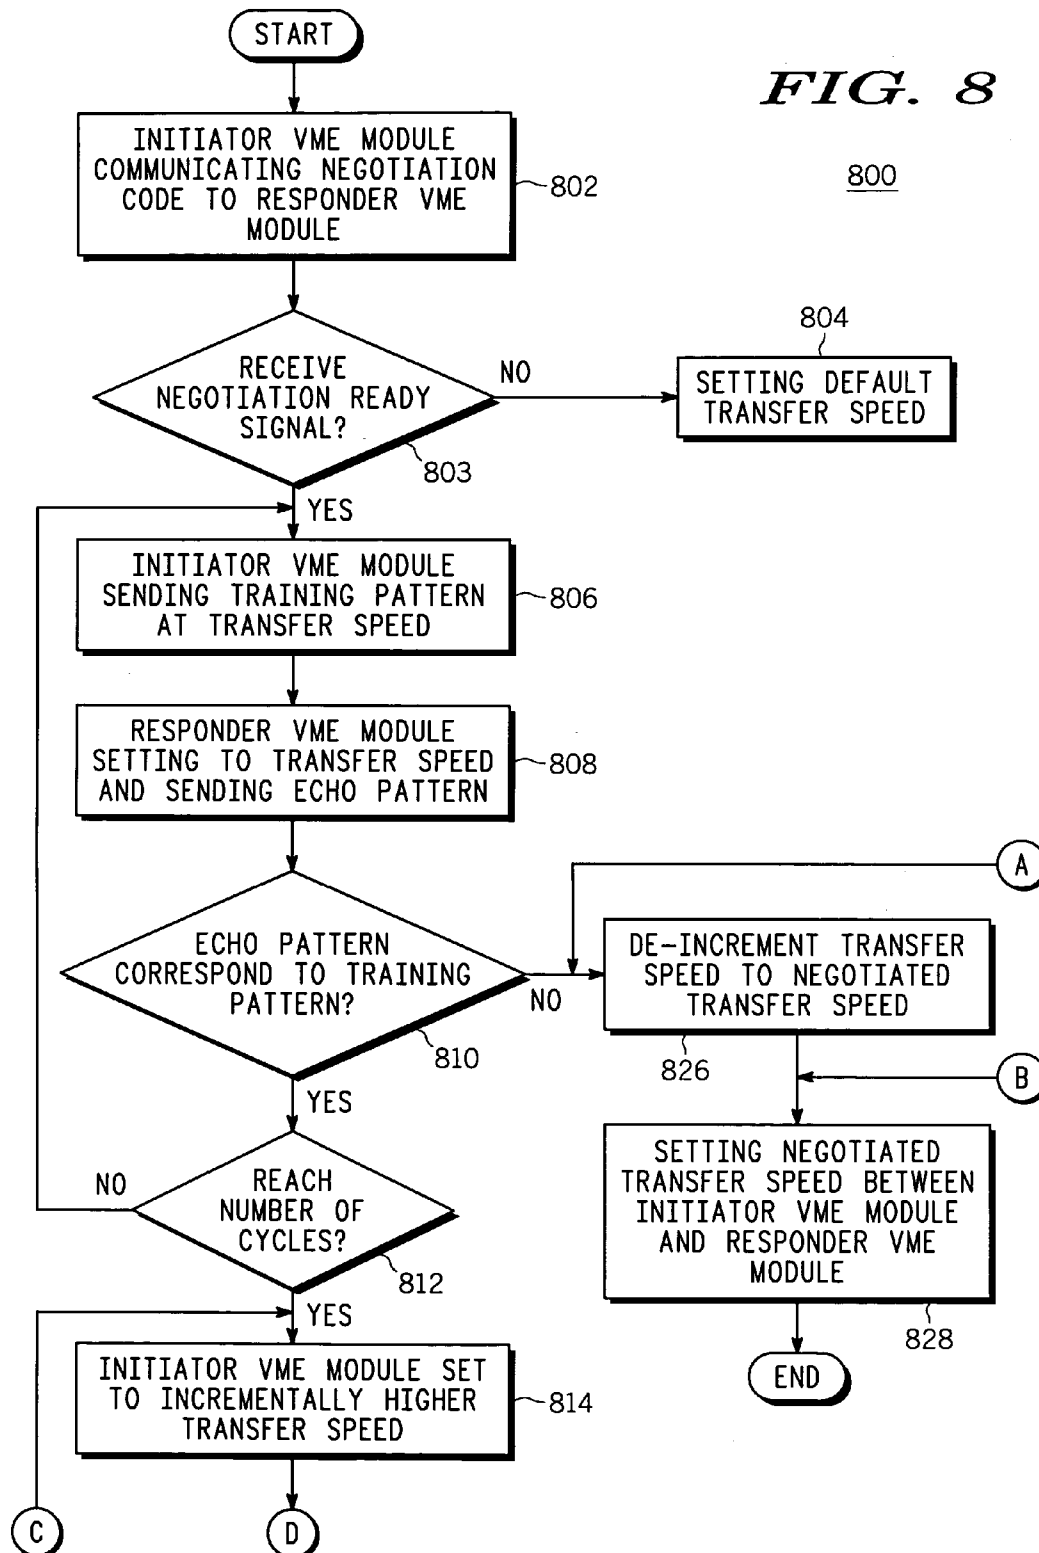 START
FIG. 8
800
INITIATOR VME MODULE
COMMUNICATING NEGOTIATION
CODE TO RESPONDER VME
MODULE
802
RECEIVE
NEGOTIATION READY
SIGNAL?
803
NO
804
SETTING DEFAULT
TRANSFER SPEED
YES
INITIATOR VME MODULE
SENDING TRAINING PATTERN
AT TRANSFER SPEED
806
RESPONDER VME MODULE
SETTING TO TRANSFER SPEED
AND SENDING ECHO PATTERN
808
ECHO PATTERN
CORRESPOND TO TRAINING
PATTERN?
810
NO
A
DE-INCREMENT TRANSFER
SPEED TO NEGOTIATED
TRANSFER SPEED
826
B
YES
REACH
NUMBER OF
CYCLES?
812
NO
SETTING NEGOTIATED
TRANSFER SPEED BETWEEN
INITIATOR VME MODULE
AND RESPONDER VME
MODULE
828
END
YES
INITIATOR VME MODULE SET
TO INCREMENTALLY HIGHER
TRANSFER SPEED
814
C
D